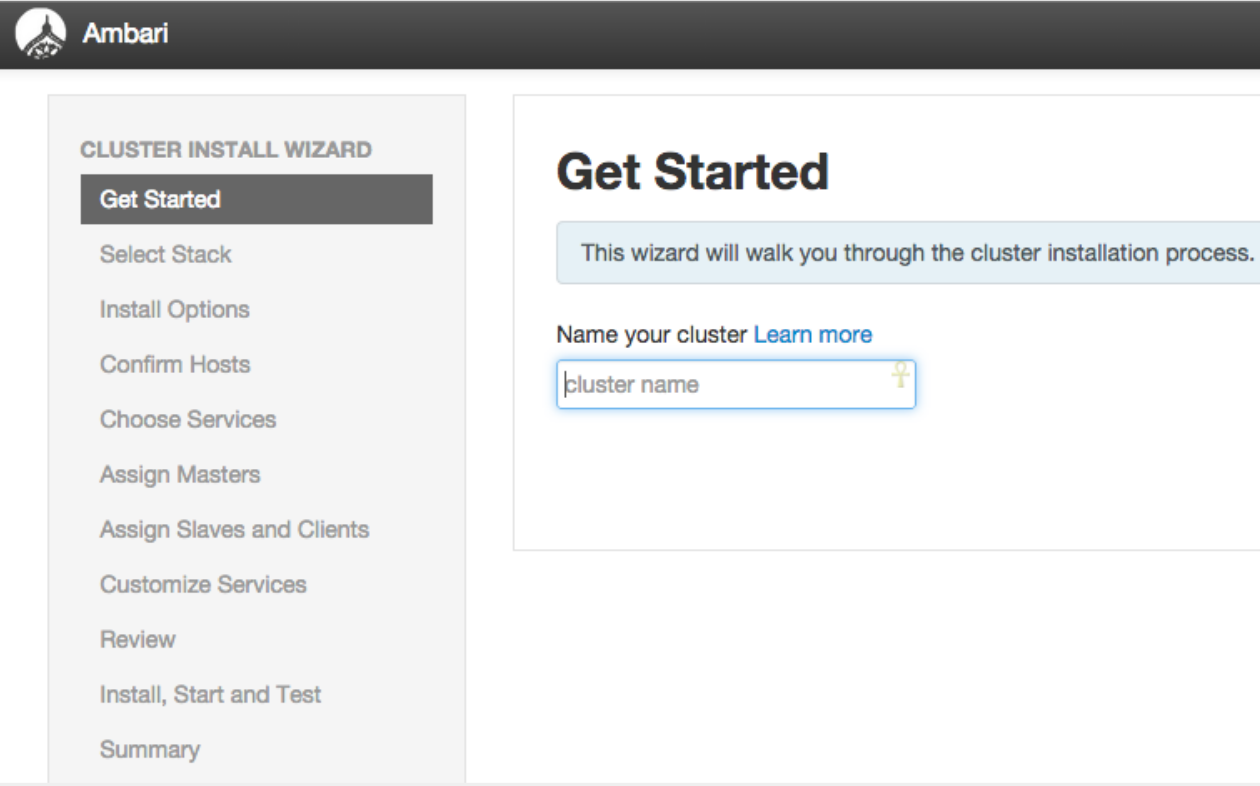 Ambari
CLUSTER INSTALL WIZARD
Get Started
Select Stack
Install Options
Confirm Hosts
Choose Services
Assign Masters
Assign Slaves and Clients
Customize Services
Review
Install, Start and Test
Summary
Get Started
This wizard will walk you through the cluster installation process.
Name your cluster Learn more
cluster name